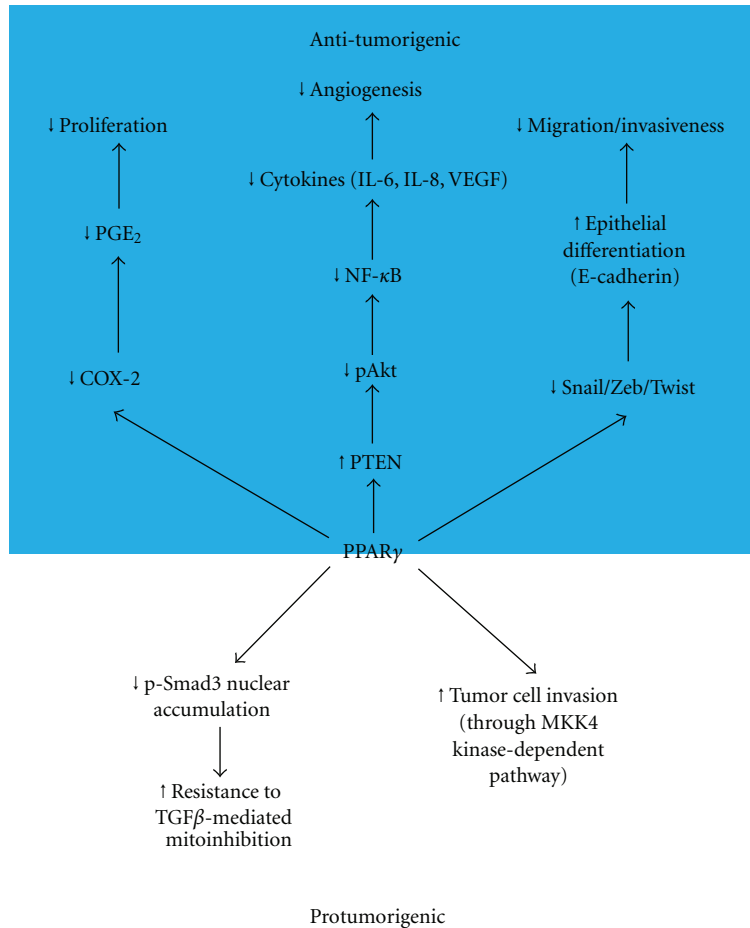 Anti-tumorigenic
↓ Angiogenesis
↓ Proliferation
↓ Migration/invasiveness
↓ Cytokines (IL-6, IL-8, VEGF)
↓ PGE₂
↑ Epithelial
differentiation
(E-cadherin)
↓ NF-κB
↓ COX-2
↓ pAkt
↓ Snail/Zeb/Twist
↑ PTEN
PPARγ
↓ p-Smad3 nuclear
accumulation
↑ Tumor cell invasion
(through MKK4
kinase-dependent
pathway)
↑ Resistance to
TGFβ-mediated
mitoinhibition
Protumorigenic